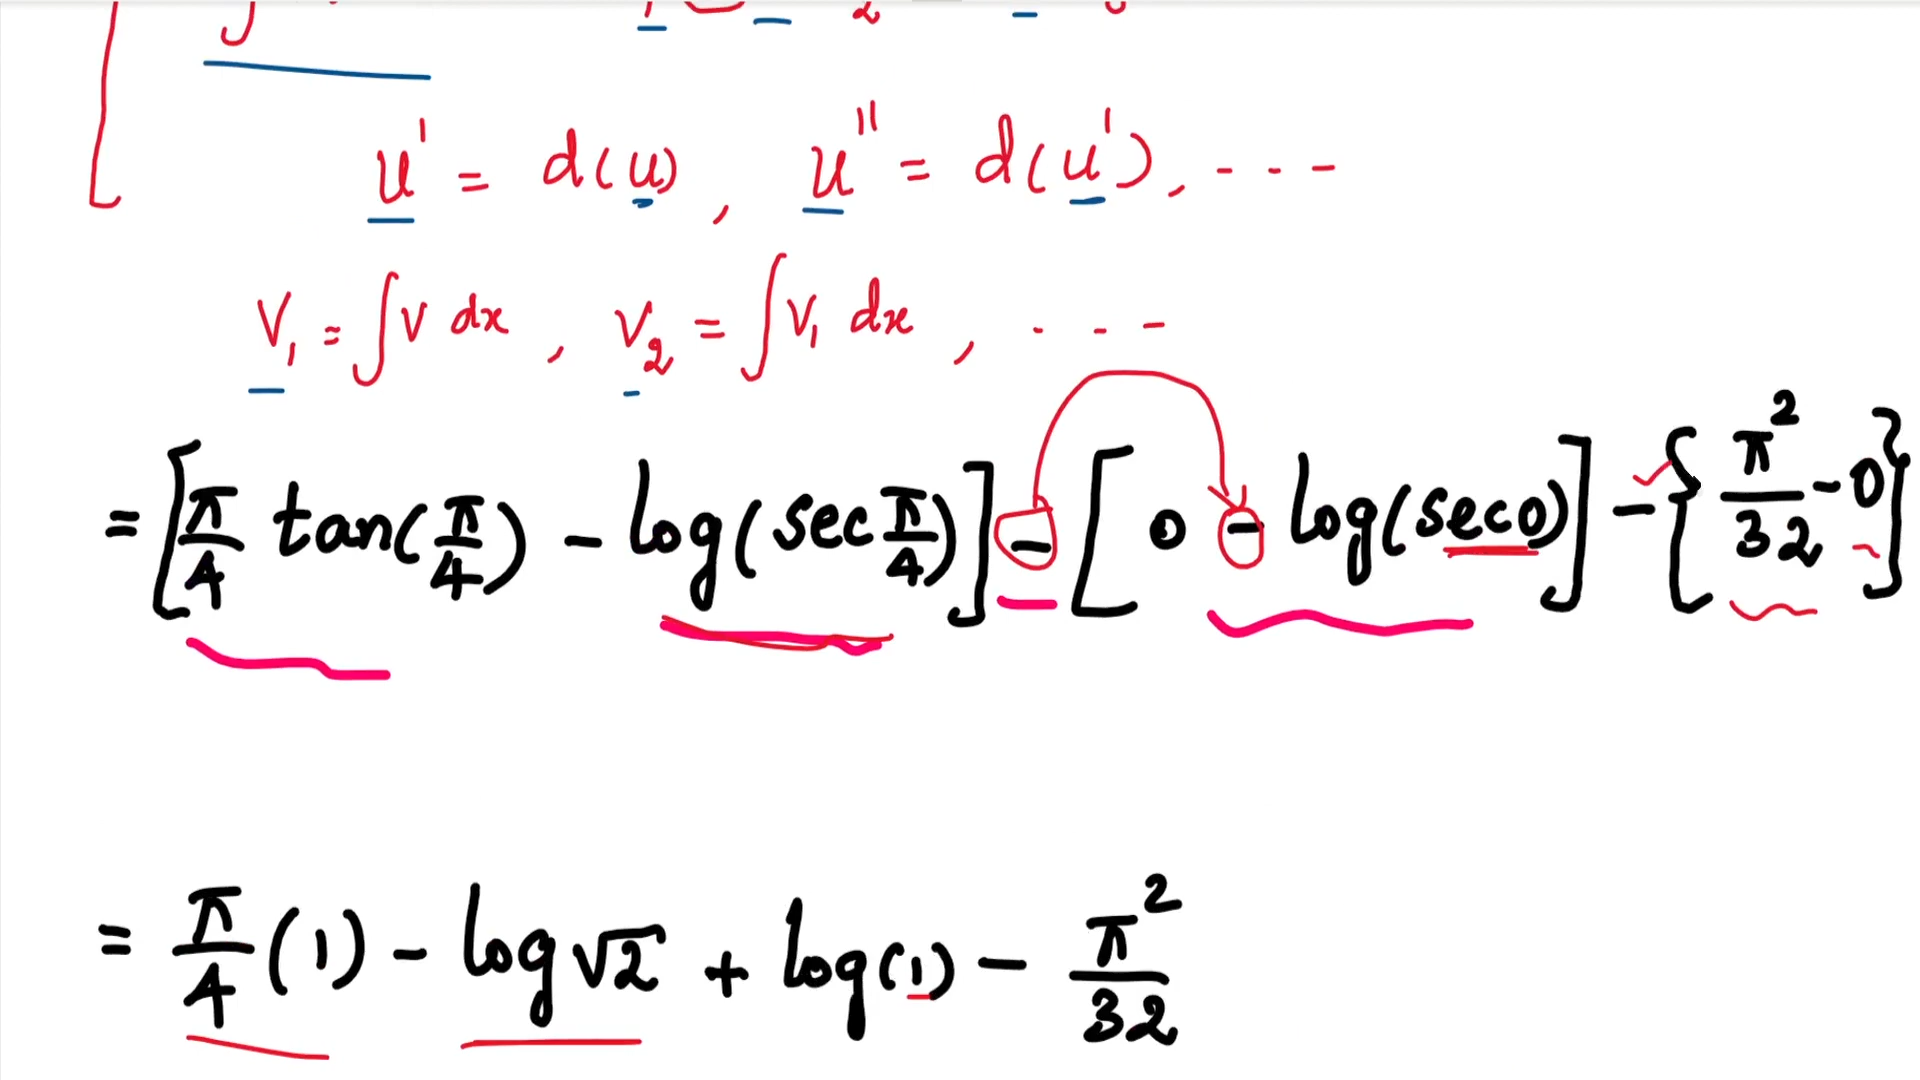 u' = d(u), u'' = d(u'), - - -
V₁ = ∫V dx, V₂ = ∫V₁ dx, - - -
= [π/4 tan(π/4) - log(sec π/4)] - [0 - log(sec0)] - {π²/32 - 0}
= π/4 (1) - log √2 + log(1) - π²/32